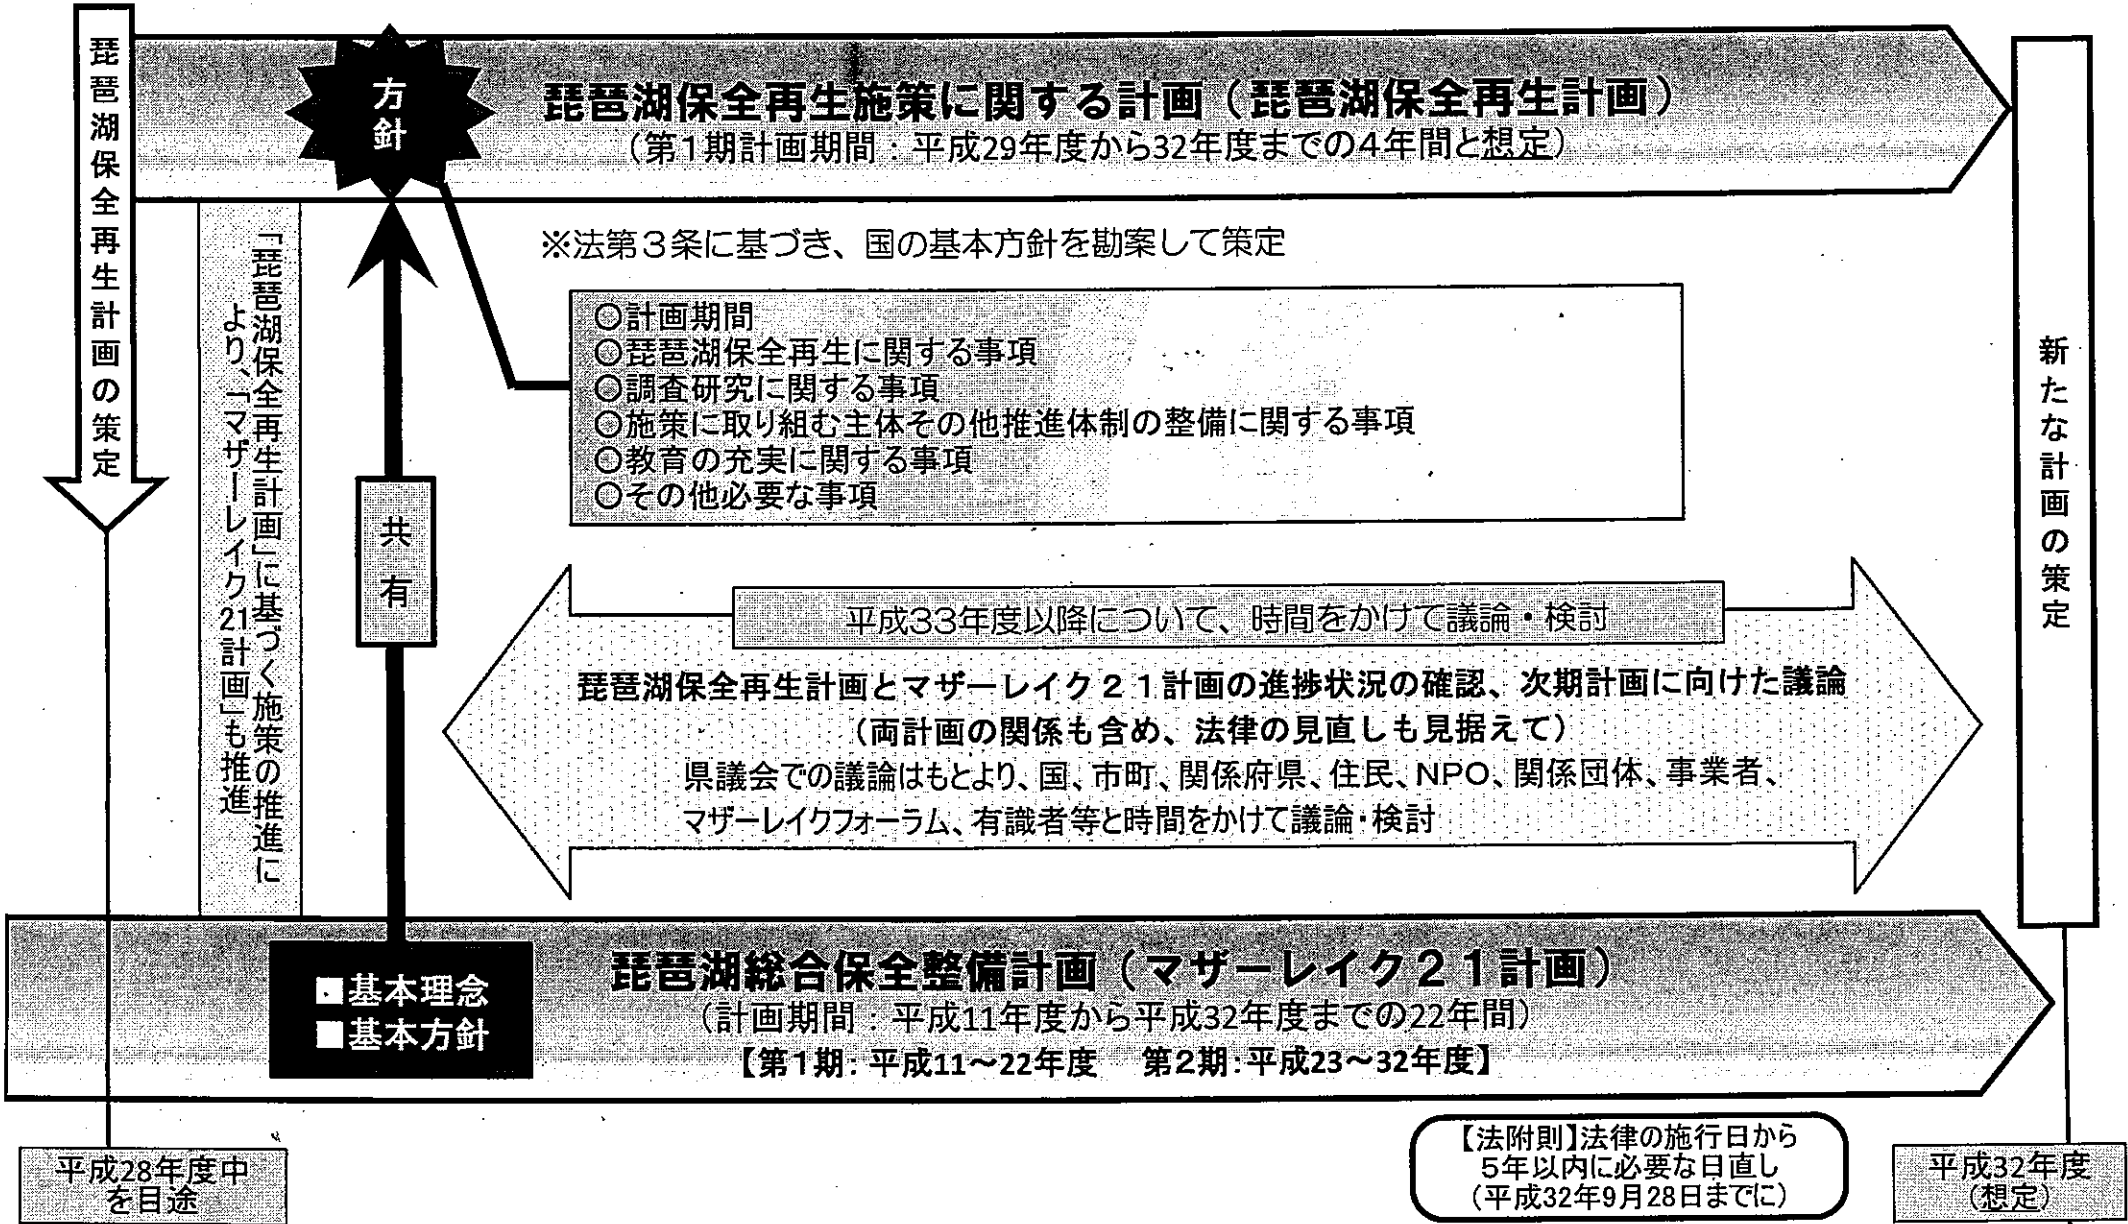 琵琶湖保全再生計画の策定
方針
琵琶湖保全再生施策に関する計画（琵琶湖保全再生計画）
（第1期計画期間：平成29年度から32年度までの4年間と想定）
※法第3条に基づき、国の基本方針を勘案して策定
「琵琶湖保全再生計画」に基づく施策の推進に
より、「マザーレイク21計画」も推進
共有
○計画期間
○琵琶湖保全再生に関する事項
○調査研究に関する事項
○施策に取り組む主体その他推進体制の整備に関する事項
○教育の充実に関する事項
○その他必要な事項
新たな計画の策定
平成33年度以降について、時間をかけて議論・検討
琵琶湖保全再生計画とマザーレイク２１計画の進捗状況の確認、次期計画に向けた議論
（両計画の関係も含め、法律の見直しも見据えて）
県議会での議論はもとより、国、市町、関係府県、住民、NPO、関係団体、事業者、
マザーレイクフォーラム、有識者等と時間をかけて議論・検討
■基本理念
■基本方針
琵琶湖総合保全整備計画（マザーレイク２１計画）
（計画期間：平成11年度から平成32年度までの22年間）
【第1期：平成11～22年度　第2期：平成23～32年度】
平成28年度中
を目途
【法附則】法律の施行日から
5年以内に必要な日直し
（平成32年9月28日までに）
平成32年度
（想定）